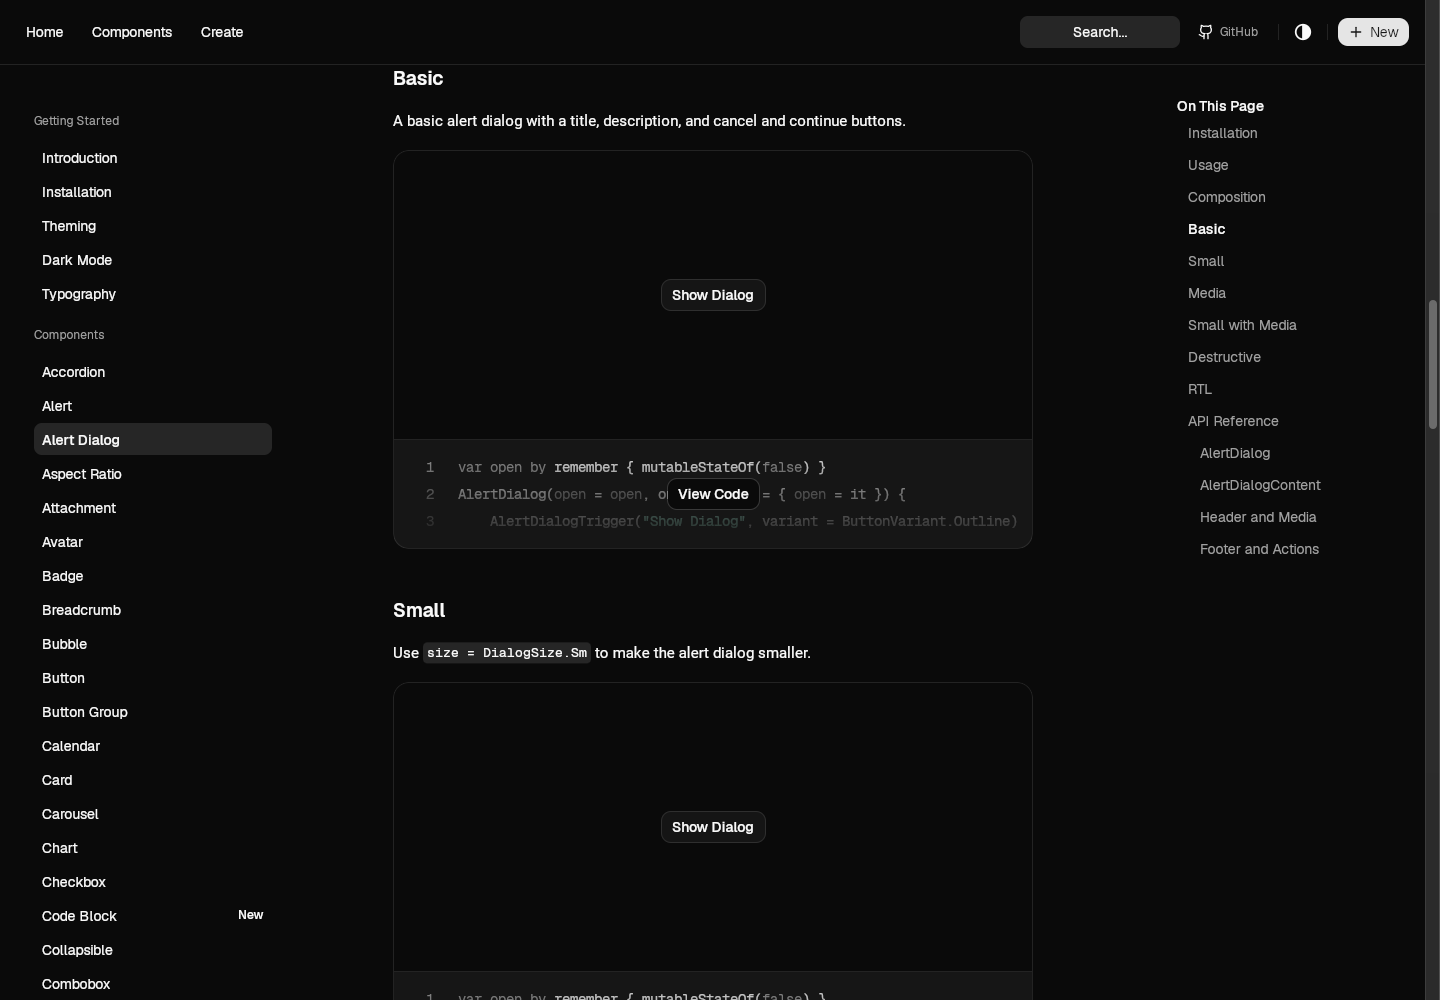 Home Components Create Search... GitHub New
Getting Started
Introduction
Installation
Theming
Dark Mode
Typography
Components
Accordion
Alert
Alert Dialog
Aspect Ratio
Attachment
Avatar
Badge
Breadcrumb
Bubble
Button
Button Group
Calendar
Card
Carousel
Chart
Checkbox
Code Block New
Collapsible
Combobox
Basic
A basic alert dialog with a title, description, and cancel and continue buttons.
Show Dialog
1 var open by remember { mutableStateOf(false) }
2 AlertDialog(open = open, = { open = it }) {
View Code
3 AlertDialogTrigger("Show Dialog", variant = ButtonVariant.Outline)
Small
Use size = DialogSize.Sm to make the alert dialog smaller.
Show Dialog
1 var open by remember { mutableStateOf(false) }
On This Page
Installation
Usage
Composition
Basic
Small
Media
Small with Media
Destructive
RTL
API Reference
AlertDialog
AlertDialogContent
Header and Media
Footer and Actions